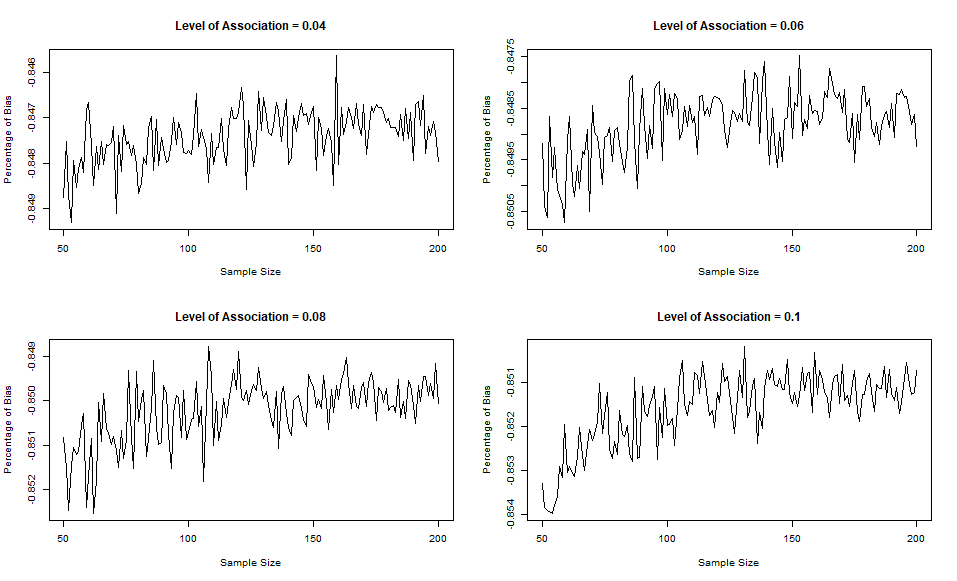 Level of Association = 0.04
Percentage of Bias
-0.846
-0.847
-0.848
-0.849
50
100
150
200
Sample Size
Level of Association = 0.06
Percentage of Bias
-0.8475
-0.8485
-0.8495
-0.8505
50
100
150
200
Sample Size
Level of Association = 0.08
Percentage of Bias
-0.849
-0.850
-0.851
-0.852
50
100
150
200
Sample Size
Level of Association = 0.1
Percentage of Bias
-0.851
-0.852
-0.853
-0.854
50
100
150
200
Sample Size